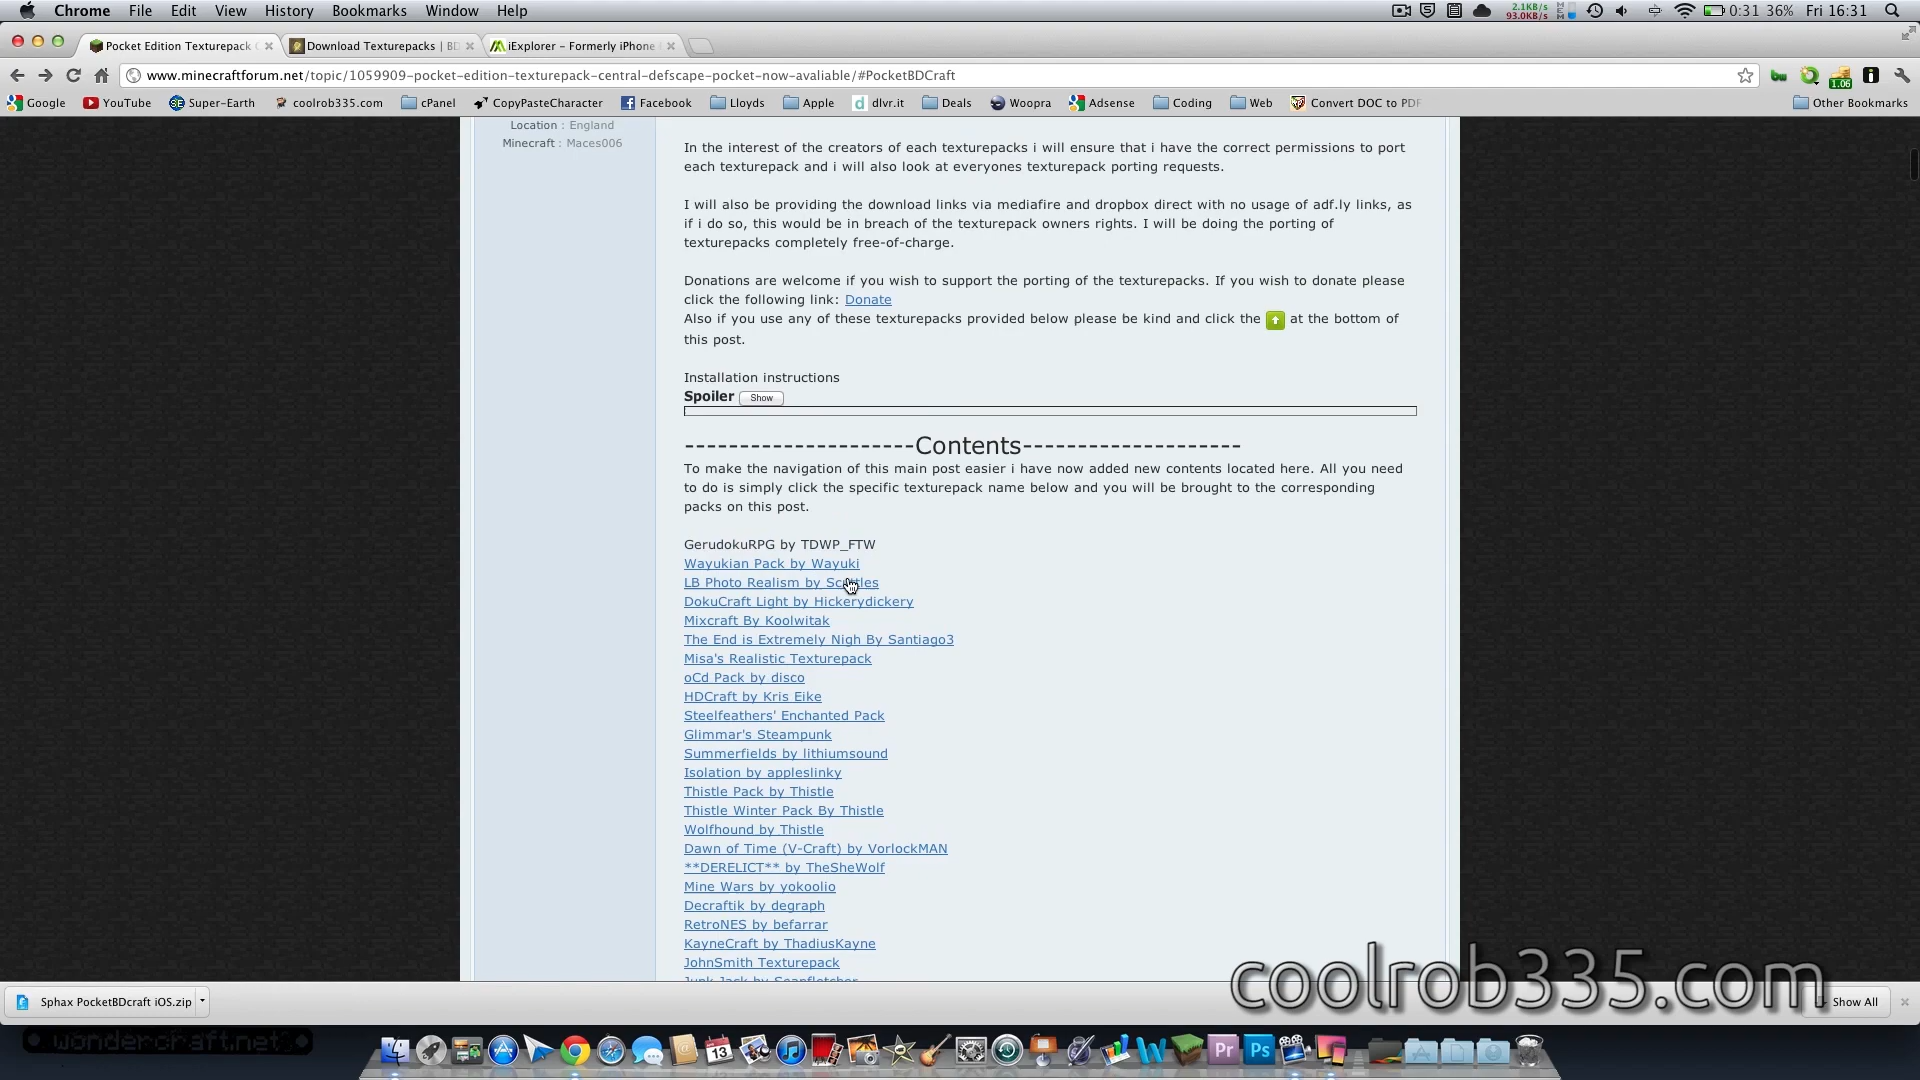 Chrome File Edit View History Bookmarks Window Help 2.1KB/s 93.0KB/s 0:31 36% Fri 16:31
Pocket Edition Texturepack C Download Texturepacks | BD iExplorer – Formerly iPhone
www.minecraftforum.net/topic/1059909-pocket-edition-texturepack-central-defscape-pocket-now-avaliable/#PocketBDCraft 1.06
Google YouTube Super-Earth coolrob335.com cPanel CopyPasteCharacter Facebook Lloyds Apple dlvr.it Deals Woopra Adsense Coding Web Convert DOC to PDF Other Bookmarks
Location : England
Minecraft : Maces006
In the interest of the creators of each texturepacks i will ensure that i have the correct permissions to port
each texturepack and i will also look at everyones texturepack porting requests.
I will also be providing the download links via mediafire and dropbox direct with no usage of adf.ly links, as
if i do so, this would be in breach of the texturepack owners rights. I will be doing the porting of
texturepacks completely free-of-charge.
Donations are welcome if you wish to support the porting of the texturepacks. If you wish to donate please
click the following link: Donate
Also if you use any of these texturepacks provided below please be kind and click the at the bottom of
this post.
Installation instructions
Spoiler Show
---------------------Contents--------------------
To make the navigation of this main post easier i have now added new contents located here. All you need
to do is simply click the specific texturepack name below and you will be brought to the corresponding
packs on this post.
GerudokuRPG by TDWP_FTW
Wayukian Pack by Wayuki
LB Photo Realism by
DokuCraft Light by Hickerydickery
Mixcraft By Koolwitak
The End is Extremely Nigh By Santiago3
Misa's Realistic Texturepack
oCd Pack by disco
HDCraft by Kris Eike
Steelfeathers' Enchanted Pack
Glimmar's Steampunk
Summerfields by lithiumsound
Isolation by appleslinky
Thistle Pack by Thistle
Thistle Winter Pack By Thistle
Wolfhound by Thistle
Dawn of Time (V-Craft) by VorlockMAN
**DERELICT** by TheSheWolf
Mine Wars by yokoolio
Decraftik by degraph
RetroNES by befarrar
KayneCraft by ThadiusKayne
JohnSmith Texturepack
Junk Jack by
coolrob335.com
Sphax PocketBDcraft iOS.zip Show All
wondercraft.net
13 Pr Ps